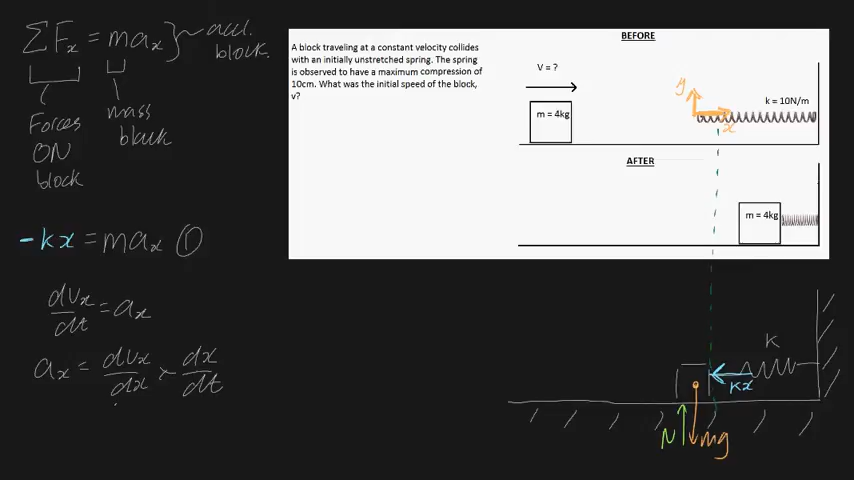 ΣFx = max } ~ accl.
block.
Forces
ON
block
mass
block
-kx = max ①
dVx/dt = ax
ax = dVx/dx × dx/dt
A block traveling at a constant velocity collides
with an initially unstretched spring. The spring
is observed to have a maximum compression of
10cm. What was the initial speed of the block,
v?
BEFORE
V = ?
m = 4kg
y
x
k = 10N/m
AFTER
m = 4kg
K
kx
N
mg